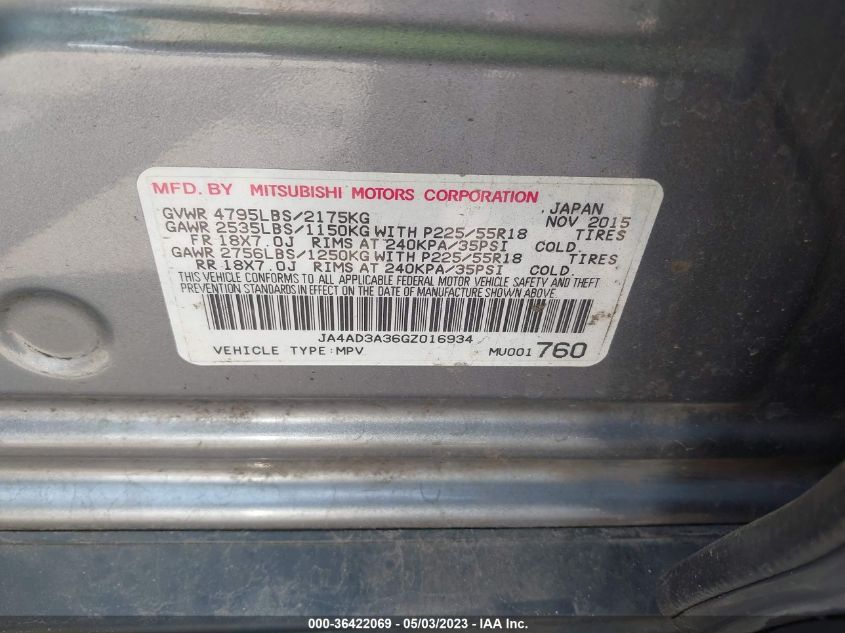 MFD. BY MITSUBISHI MOTORS CORPORATION
GVWR 4795LBS/2175KG JAPAN NOV 2015
GAWR 2535LBS/1150KG WITH P225/55R18 TIRES
FR 18X7.0J RIMS AT 240KPA/35PSI COLD.
GAWR 2756LBS/1250KG WITH P225/55R18 TIRES
RR 18X7.0J RIMS AT 240KPA/35PSI COLD.
THIS VEHICLE CONFORMS TO ALL APPLICABLE FEDERAL MOTOR VEHICLE SAFETY AND THEFT
PREVENTION STANDARDS IN EFFECT ON THE DATE OF MANUFACTURE SHOWN ABOVE.
JA4AD3A36GZ016934
VEHICLE TYPE:MPV MU001760
000-36422069 - 05/03/2023 - IAA Inc.